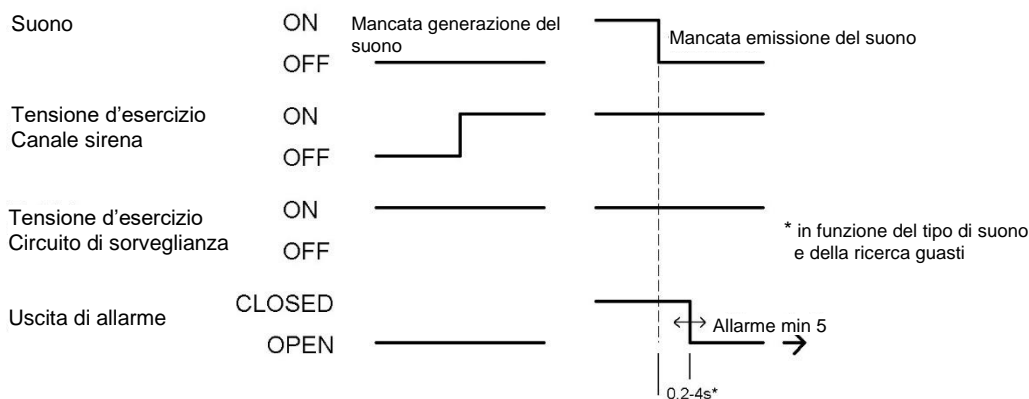 Suono
ON
OFF
Mancata generazione del
suono
Mancata emissione del suono
Tensione d'esercizio
Canale sirena
ON
OFF
Tensione d'esercizio
Circuito di sorveglianza
ON
OFF
* in funzione del tipo di suono
e della ricerca guasti
Uscita di allarme
CLOSED
OPEN
Allarme min 5
0,2-4s*